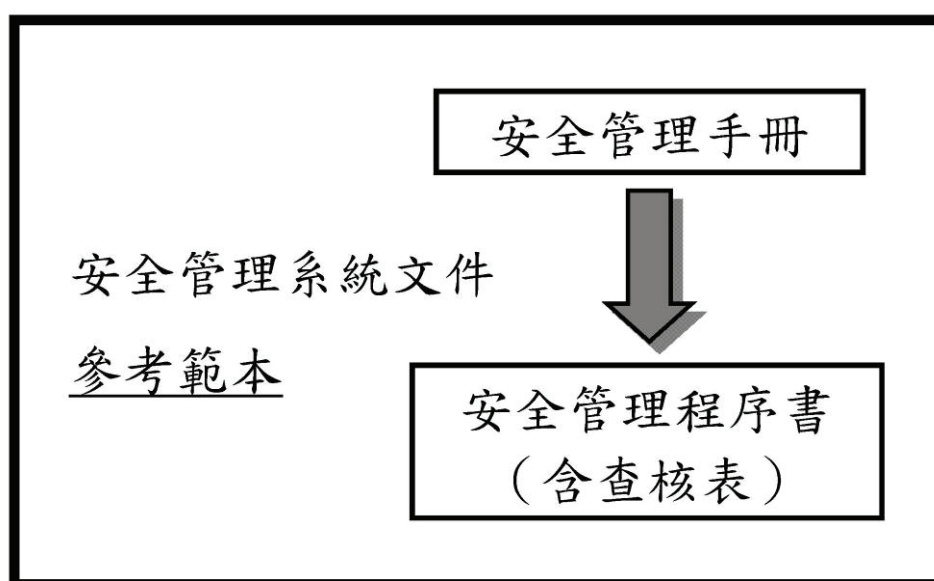 安全管理手冊
安全管理系統文件
參考範本
安全管理程序書
（含查核表）